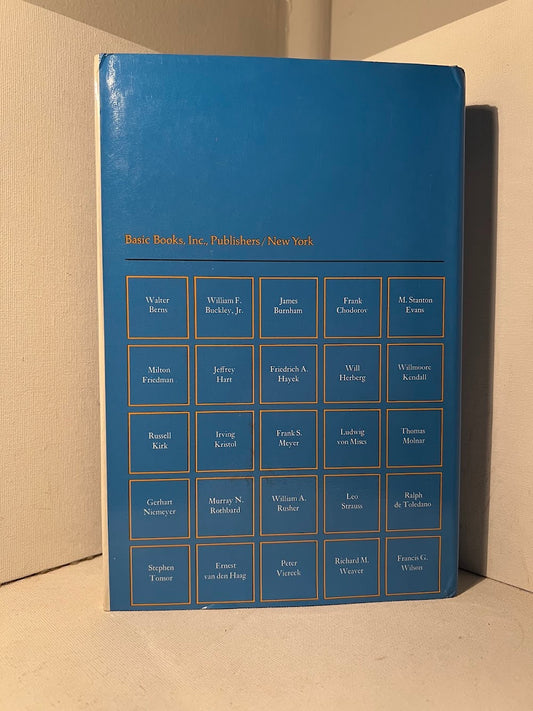 Basic Books, Inc., Publishers / New York
Walter
Berns
William F.
Buckley, Jr.
James
Burnham
Frank
Chodorov
M. Stanton
Evans
Milton
Friedman
Jeffrey
Hart
Friedrich A.
Hayek
Will
Herberg
Willmoore
Kendall
Russell
Kirk
Irving
Kristol
Frank S.
Meyer
Ludwig
von Mises
Thomas
Molnar
Gerhart
Niemeyer
Murray N.
Rothbard
William A.
Rusher
Leo
Strauss
Ralph
de Toledano
Stephen
Tonsor
Ernest
van den Haag
Peter
Viereck
Richard M.
Weaver
Francis G.
Wilson